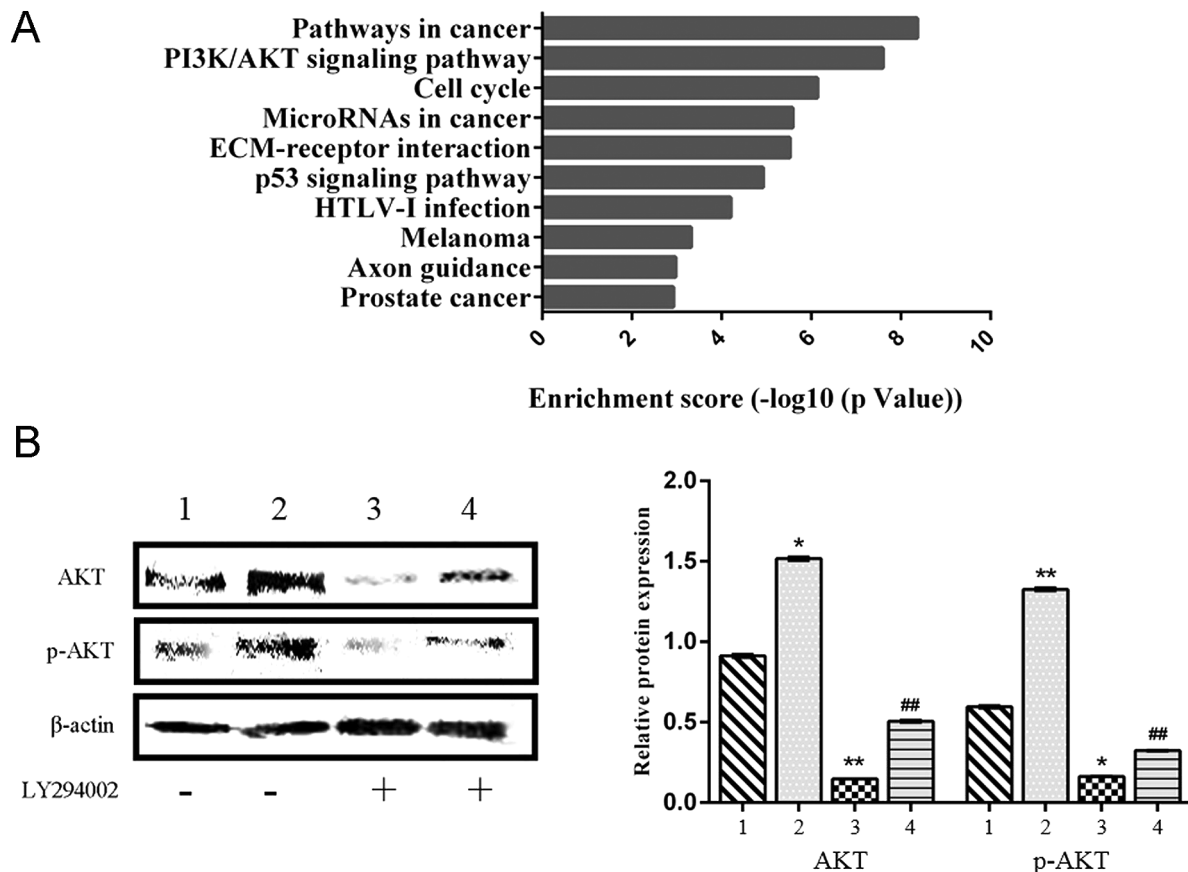 A
Pathways in cancer
PI3K/AKT signaling pathway
Cell cycle
MicroRNAs in cancer
ECM-receptor interaction
p53 signaling pathway
HTLV-I infection
Melanoma
Axon guidance
Prostate cancer
0 2 4 6 8 10
Enrichment score (-log10 (p Value))
B
1 2 3 4
AKT
p-AKT
β-actin
LY294002 - - + +
Relative protein expression
2.0
1.5
1.0
0.5
0.0
* ** ## ** * ##
1 2 3 4 1 2 3 4
AKT p-AKT